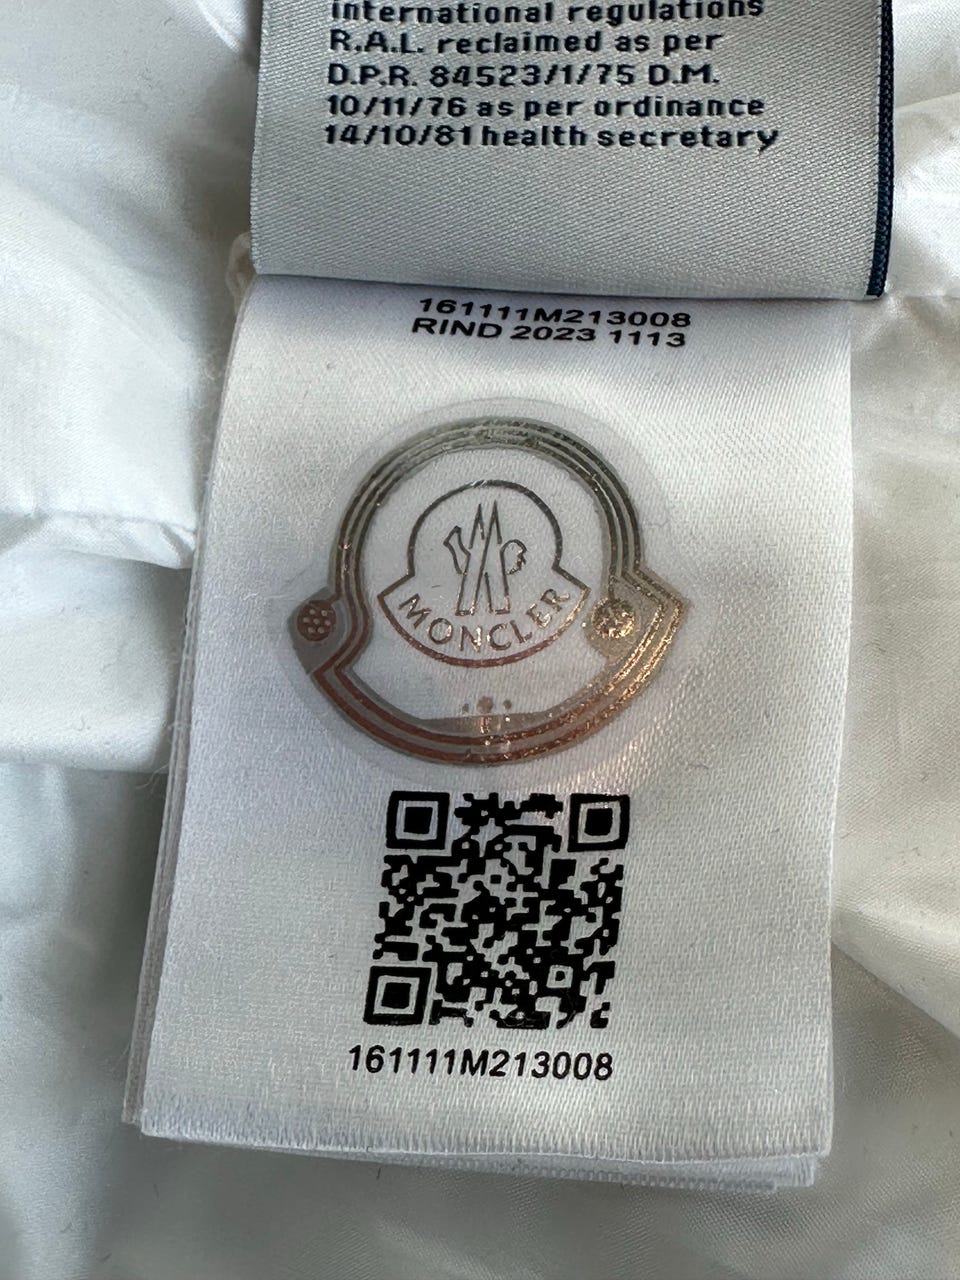 international regulations
R.A.L. reclaimed as per
D.P.R. 84523/1/75 D.M.
10/11/76 as per ordinance
14/10/81 health secretary
161111M213008
RIND 2023 1113
MONCLER
161111M213008